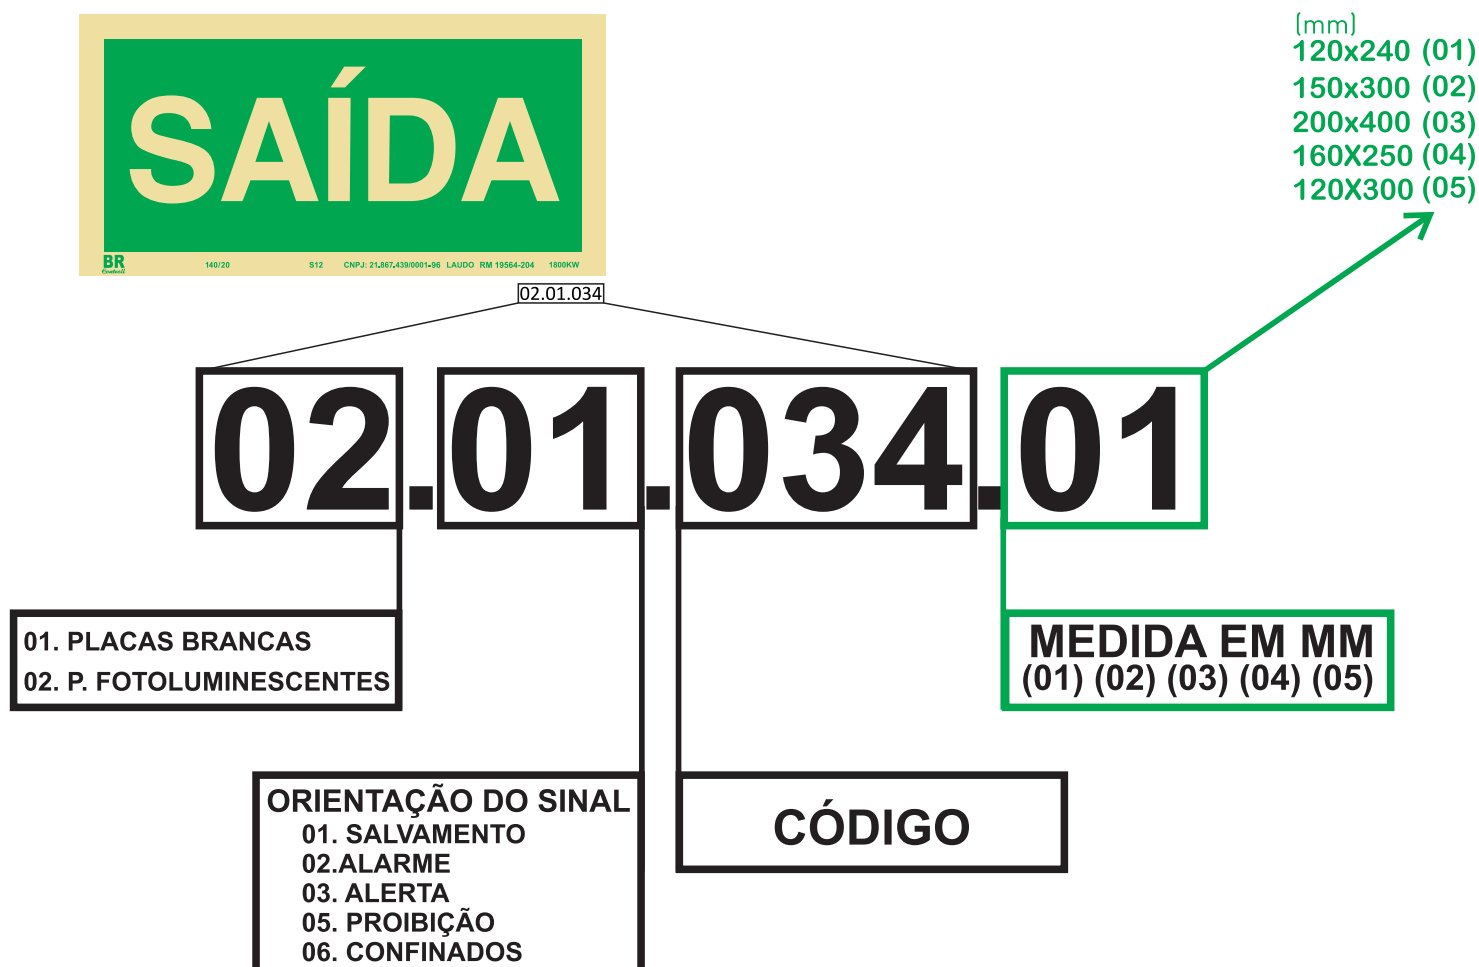 SAÍDA
BR
Controll
140/20 S12 CNPJ: 21.867.439/0001-96 LAUDO RM 19564-204 1800KW
(mm)
120x240 (01)
150x300 (02)
200x400 (03)
160X250 (04)
120X300 (05)
02.01.034
02.01.034.01
01. PLACAS BRANCAS
02. P. FOTOLUMINESCENTES
MEDIDA EM MM
(01) (02) (03) (04) (05)
ORIENTAÇÃO DO SINAL
01. SALVAMENTO
02.ALARME
03. ALERTA
05. PROIBIÇÃO
06. CONFINADOS
CÓDIGO